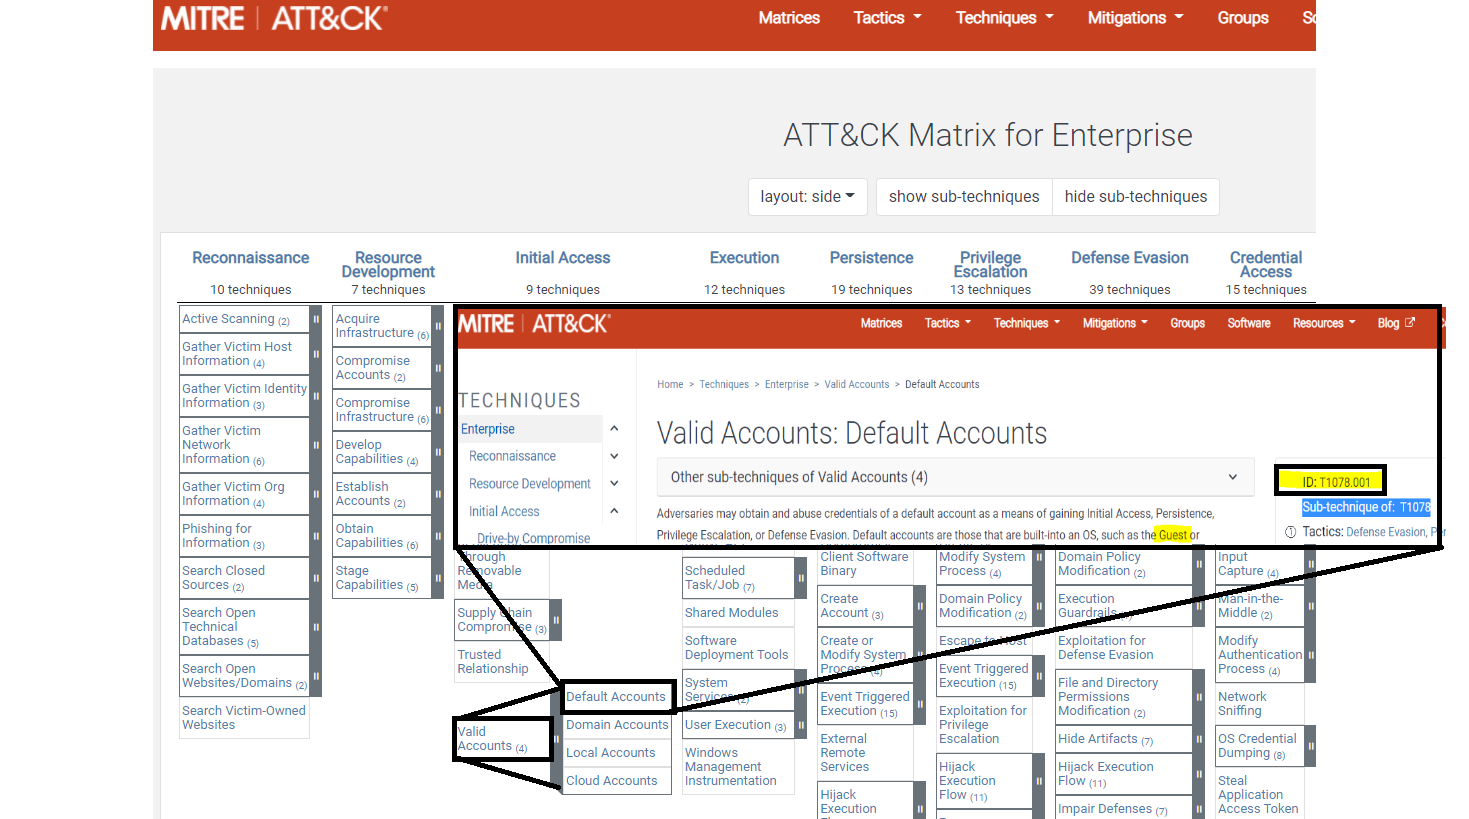 MITRE | ATT&CK®
Matrices Tactics Techniques Mitigations Groups
ATT&CK Matrix for Enterprise
layout: side show sub-techniques hide sub-techniques
Reconnaissance
10 techniques
Active Scanning (2)
Gather Victim Host
Information (4)
Gather Victim Identity
Information (3)
Gather Victim
Network
Information (6)
Gather Victim Org
Information (4)
Phishing for
Information (3)
Search Closed
Sources (2)
Search Open
Technical
Databases (5)
Search Open
Websites/Domains (2)
Search Victim-Owned
Websites
Resource
Development
7 techniques
Acquire
Infrastructure (6)
Compromise
Accounts (2)
Compromise
Infrastructure (6)
Develop
Capabilities (4)
Establish
Accounts (2)
Obtain
Capabilities (6)
Stage
Capabilities (5)
Initial Access
9 techniques
Through
Removable
Media
Supply Chain
Compromise (3)
Trusted
Relationship
Valid
Accounts (4)
Default Accounts
Domain Accounts
Local Accounts
Cloud Accounts
Execution
12 techniques
Scheduled
Task/Job (7)
Shared Modules
Software
Deployment Tools
System
Services (2)
User Execution (3)
Windows
Management
Instrumentation
Persistence
19 techniques
Client Software
Binary
Create
Account (3)
Create or
Modify System
Process (4)
Event Triggered
Execution (15)
External
Remote
Services
Hijack
Execution
Privilege
Escalation
13 techniques
Modify System
Process (4)
Domain Policy
Modification (2)
Escape to Host
Event Triggered
Execution (15)
Exploitation for
Privilege
Escalation
Hijack
Execution
Flow (11)
Defense Evasion
39 techniques
Domain Policy
Modification (2)
Execution
Guardrails
Exploitation for
Defense Evasion
File and Directory
Permissions
Modification (2)
Hide Artifacts (7)
Hijack Execution
Flow (11)
Impair Defenses (7)
Credential
Access
15 techniques
Input
Capture (4)
Man-in-the-
Middle (2)
Modify
Authentication
Process (4)
Network
Sniffing
OS Credential
Dumping (8)
Steal
Application
Access Token
MITRE | ATT&CK®
Matrices Tactics Techniques Mitigations Groups Software Resources Blog
TECHNIQUES
Enterprise
Reconnaissance
Resource Development
Initial Access
Drive-by Compromise
Home > Techniques > Enterprise > Valid Accounts > Default Accounts
Valid Accounts: Default Accounts
Other sub-techniques of Valid Accounts (4)
Adversaries may obtain and abuse credentials of a default account as a means of gaining Initial Access, Persistence,
Privilege Escalation, or Defense Evasion. Default accounts are those that are built-into an OS, such as the Guest or
ID: T1078.001
Sub-technique of: T1078
Tactics: Defense Evasion,